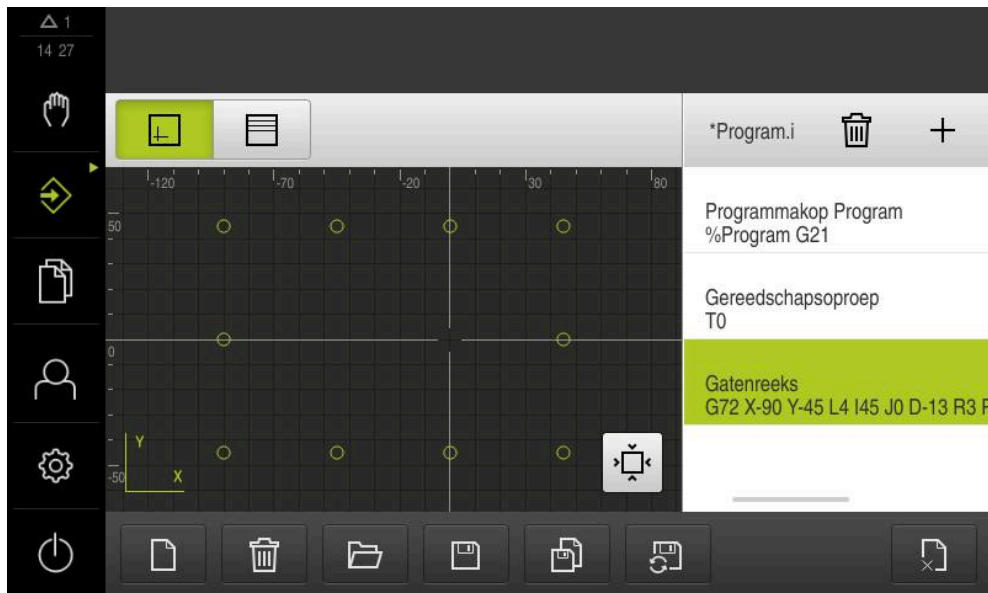 1
14 27
*Program.i
-120 -70 -20 30 80
50
0
-50
Y
X
Programmakop Program
%Program G21
Gereedschapsoproep
T0
Gatenreeks
G72 X-90 Y-45 L4 I45 J0 D-13 R3